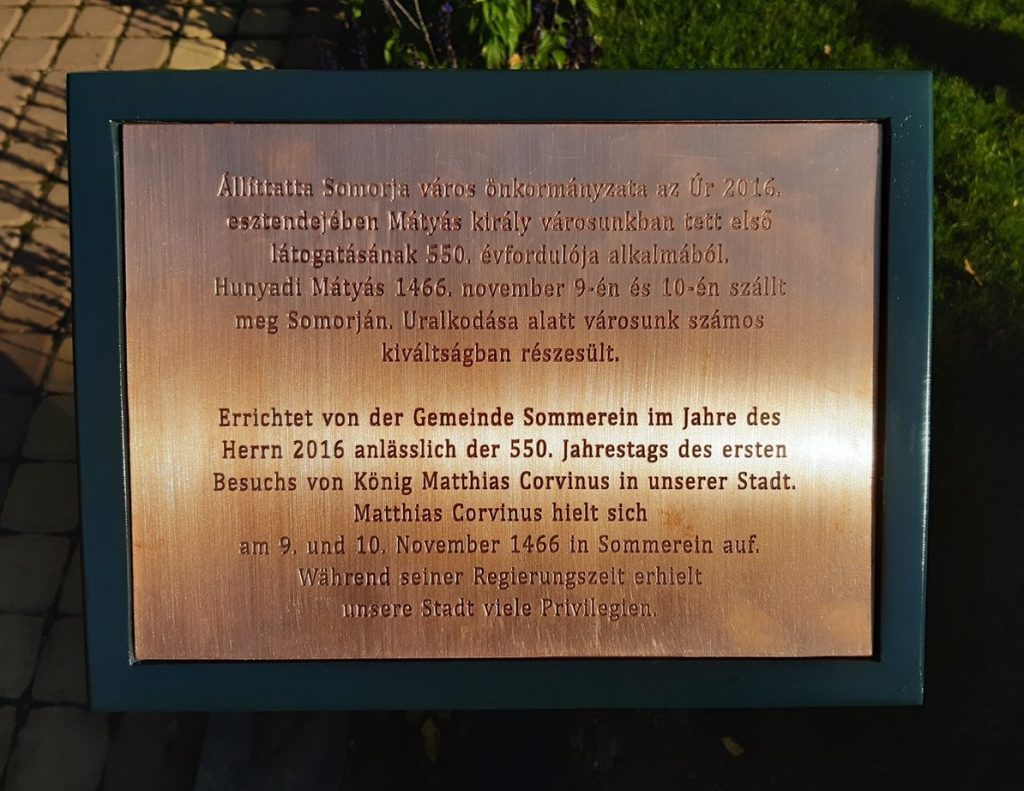 Állíttatta Somorja város önkormányzata az Úr 2016.
esztendejében Mátyás király városunkban tett első
látogatásának 550. évfordulója alkalmából.
Hunyadi Mátyás 1466. november 9-én és 10-én szállt
meg Somorján. Uralkodása alatt városunk számos
kiváltságban részesült.
Errichtet von der Gemeinde Sommerein im Jahre des
Herrn 2016 anlässlich der 550. Jahrestags des ersten
Besuchs von König Matthias Corvinus in unserer Stadt.
Matthias Corvinus hielt sich
am 9. und 10. November 1466 in Sommerein auf.
Während seiner Regierungszeit erhielt
unsere Stadt viele Privilegien.